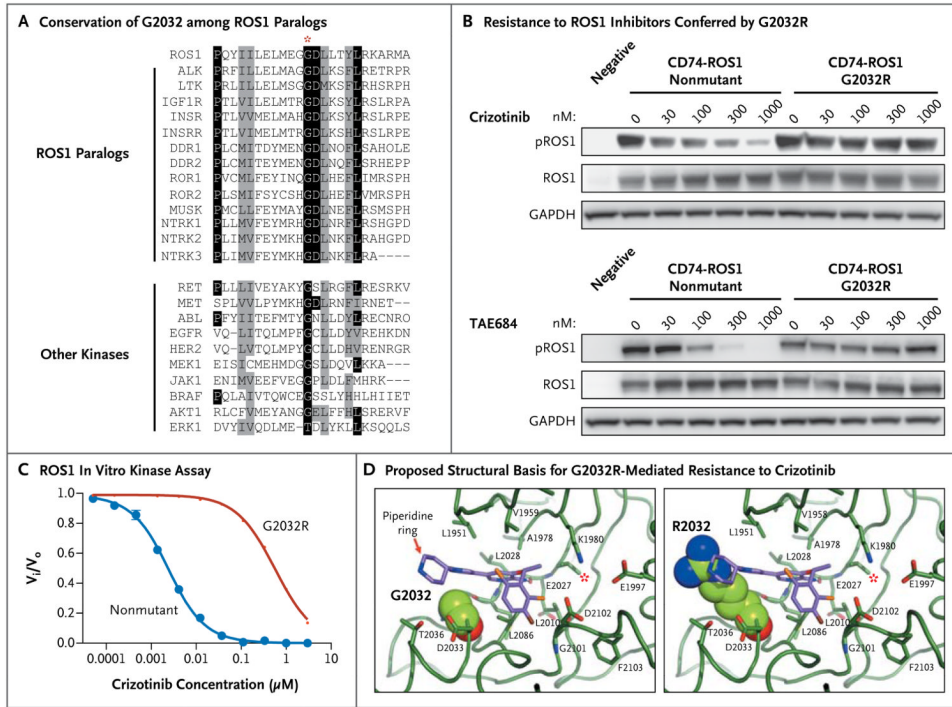 A Conservation of G2032 among ROS1 Paralogs
*
ROS1 PQYIILELMEGGDLLTYLRKARMA
ALK PRFILLELMAGGDLKSFLRETRPR
LTK PRFILLELMSGGDMKSFLRHSRPR
IGF1R PTLVIMELMTRGDLKSYLRSLRPA
INSR PTLVVMELMAHGDLKSYLRSLRPE
INSRR PTLVIMELMTRGDLKSHLRSLRPE
DDR1 PLCMITDYMENGDLNQFLSAHQLE
DDR2 PLCMITEYMENGDLNQFLSRHEPP
ROR1 PVCMLFEYINQGDLHEFLIMRSPH
ROR2 PLSMIFSYCSHGDLHEFLVMRSPH
MUSK PMCLLFEYMAYGDLNEFLRSMSPH
NTRK1 PLLMVFEYMRHGDLNRFLRSHGPD
NTRK2 PLIMVFEYMKHGDLNKFLRAHGPD
NTRK3 PLIMVFEYMKHGDLNKFLRA----
ROS1 Paralogs
RET PLLLIVEYAKYGSLRGFLRESRKV
MET SPLVVLPYMKHGDLRNFIRNET--
ABL PFYIITEFMTYGNLLDYLRECNRQ
EGFR VQ-LITQLMPFGCLLDYVREHKDN
HER2 VQ-LVTQLMPYGCLLDHVRENRGR
MEK1 EISICMEHMDGGSLDQVLKKA---
JAK1 ENIMVEEFVEGGPLDLFMHRK---
BRAF PQLAIVTQWCEGSSLYHHLHIIET
AKT1 RLCFVMEYANGGELFFHLSRERVF
ERK1 DVYIVQDLME-TDLYKLLKSQQLS
Other Kinases
B Resistance to ROS1 Inhibitors Conferred by G2032R
Negative
CD74-ROS1 Nonmutant
CD74-ROS1 G2032R
Crizotinib nM: 0 30 100 300 1000 0 30 100 300 1000
pROS1
ROS1
GAPDH
Negative
CD74-ROS1 Nonmutant
CD74-ROS1 G2032R
TAE684 nM: 0 30 100 300 1000 0 30 100 300 1000
pROS1
ROS1
GAPDH
C ROS1 In Vitro Kinase Assay
1.0
0.8
0.6
0.4
0.2
0.0
Vi/Vo
G2032R
Nonmutant
0.0001 0.001 0.01 0.1 1 10
Crizotinib Concentration (µM)
D Proposed Structural Basis for G2032R-Mediated Resistance to Crizotinib
Piperidine ring
L1951
V1959
A1978
K1980
L2028
E2027
*
E1997
G2032
D2102
L2010
T2036
L2086
D2033
G2101
F2103
R2032
L1951
V1958
A1978
K1980
L2028
E2027
*
E1997
D2102
L2010
T2036
L2086
D2033
G2101
F2103